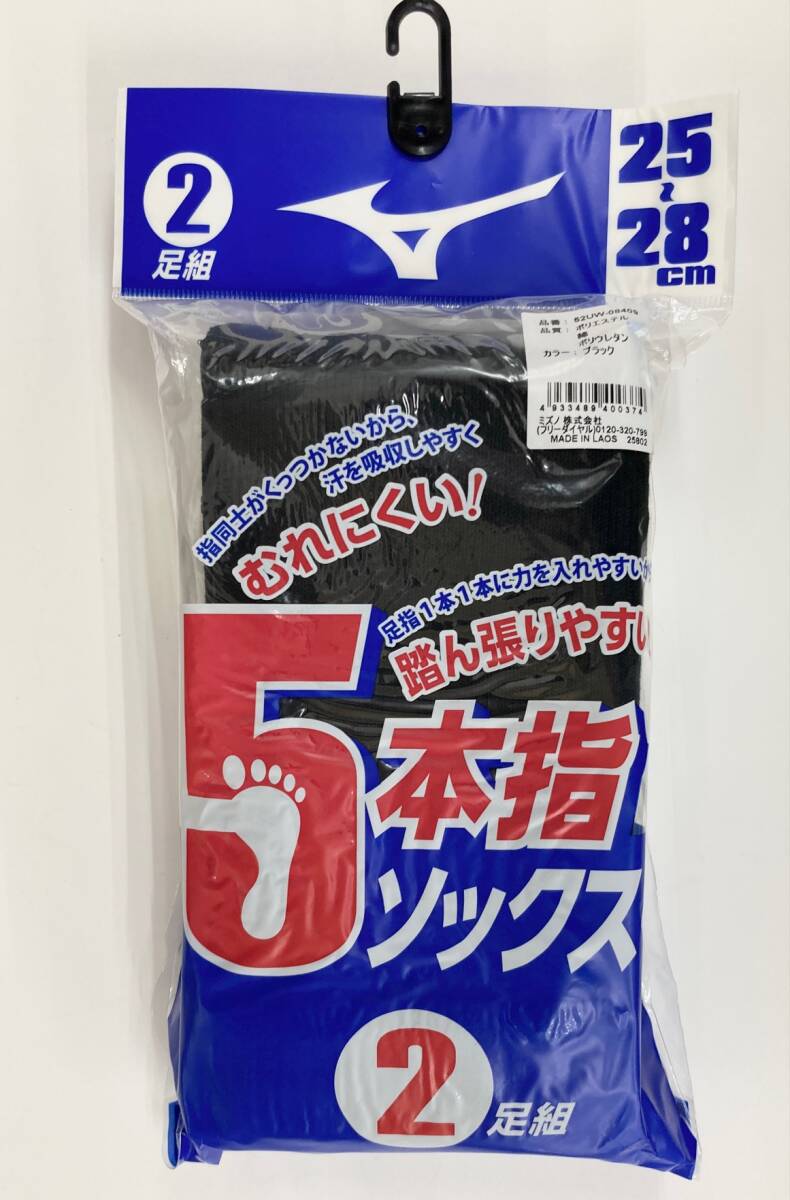 2
足組
25
~
28
cm
品番： 52UW-08409
品質： ポリエステル
綿
ポリウレタン
カラー：ブラック
4 933489 400374
ミズノ 株式会社
(フリーダイヤル)0120-320-799
MADE IN LAOS 25802
指同士がくっつかないから、
汗を吸収しやすく
むれにくい!
足指1本1本に力を入れやすいから
踏ん張りやすい
5本指
ソックス
2
足組